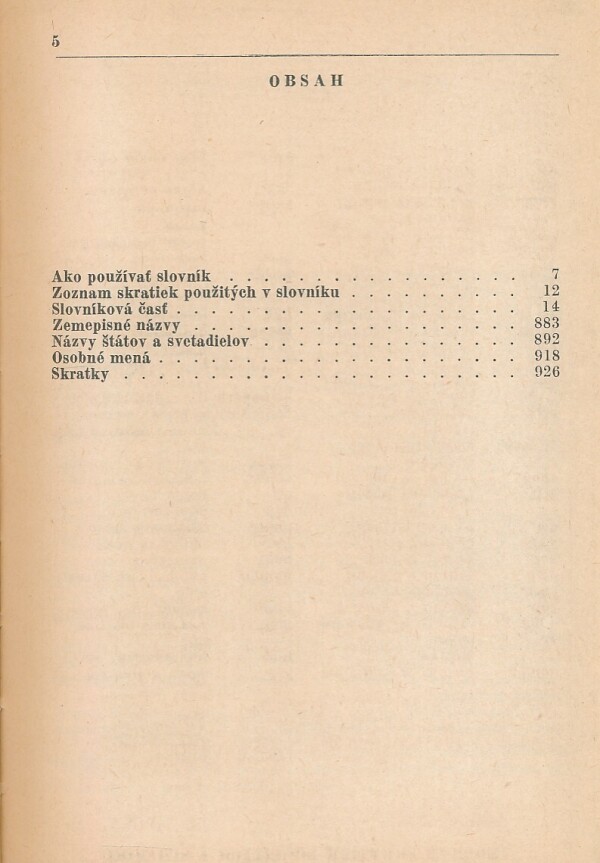 5
OBSAH
Ako používať slovník . . . . . . . . . . . . . . . . . 7
Zoznam skratiek použitých v slovníku . . . . . . . . . . 12
Slovníková časť . . . . . . . . . . . . . . . . . . . . 14
Zemepisné názvy . . . . . . . . . . . . . . . . . . . 883
Názvy štátov a svetadielov . . . . . . . . . . . . . . . 892
Osobné mená . . . . . . . . . . . . . . . . . . . . . 918
Skratky . . . . . . . . . . . . . . . . . . . . . . . 926